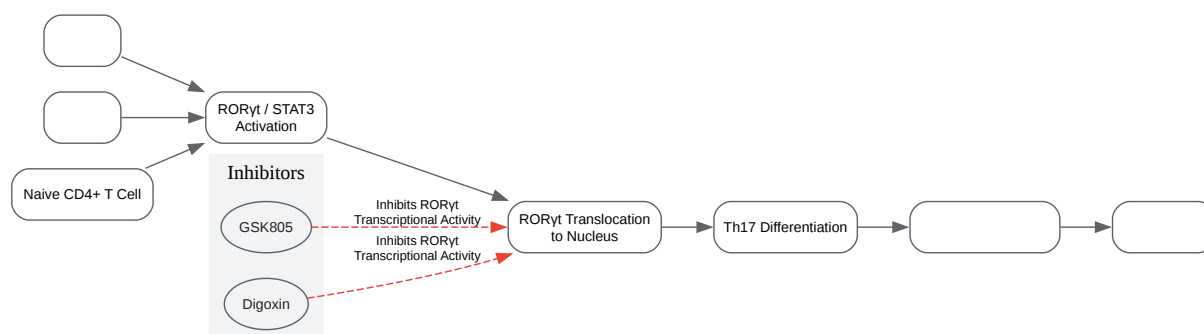 RORγt / STAT3
Activation
Naive CD4+ T Cell
Inhibitors
GSK805
Digoxin
Inhibits RORγt
Transcriptional Activity
Inhibits RORγt
Transcriptional Activity
RORγt Translocation
to Nucleus
Th17 Differentiation